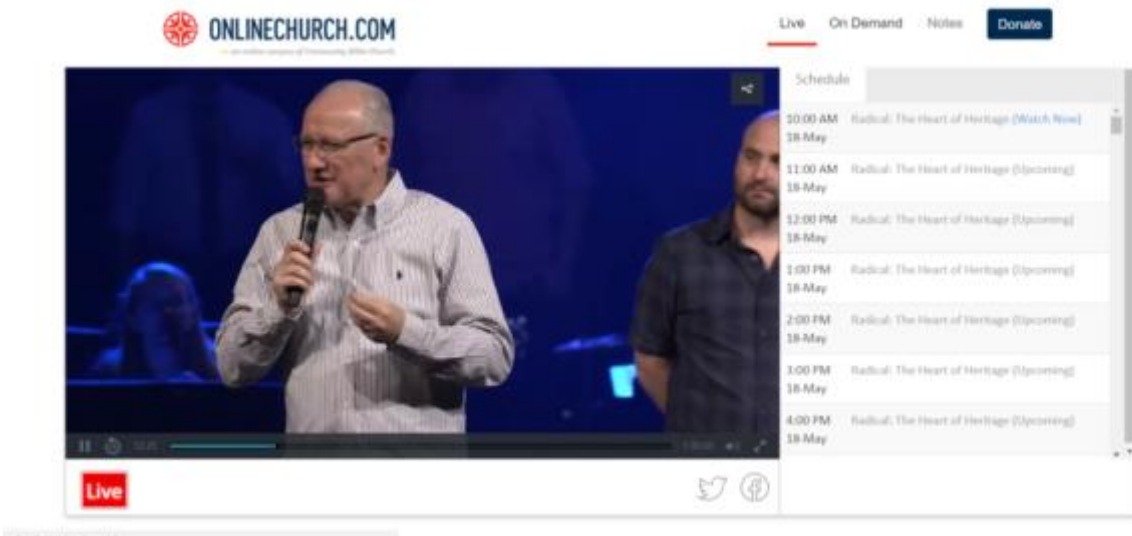 ONLINECHURCH.COM
Live On Demand Notes Donate
Schedule
10:00 AM Radical: The Heart of Heritage (Watch Now)
18-May
11:00 AM Radical: The Heart of Heritage (Upcoming)
18-May
12:00 PM Radical: The Heart of Heritage (Upcoming)
18-May
1:00 PM Radical: The Heart of Heritage (Upcoming)
18-May
2:00 PM Radical: The Heart of Heritage (Upcoming)
18-May
3:00 PM Radical: The Heart of Heritage (Upcoming)
18-May
4:00 PM Radical: The Heart of Heritage (Upcoming)
18-May
Live